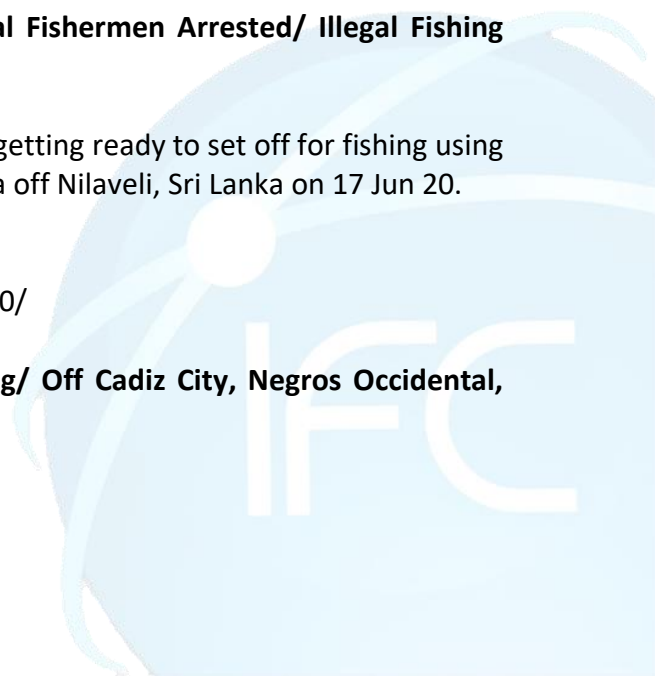 al Fishermen Arrested/ Illegal Fishing
getting ready to set off for fishing using
a off Nilaveli, Sri Lanka on 17 Jun 20.
0/
g/ Off Cadiz City, Negros Occidental,
IFC